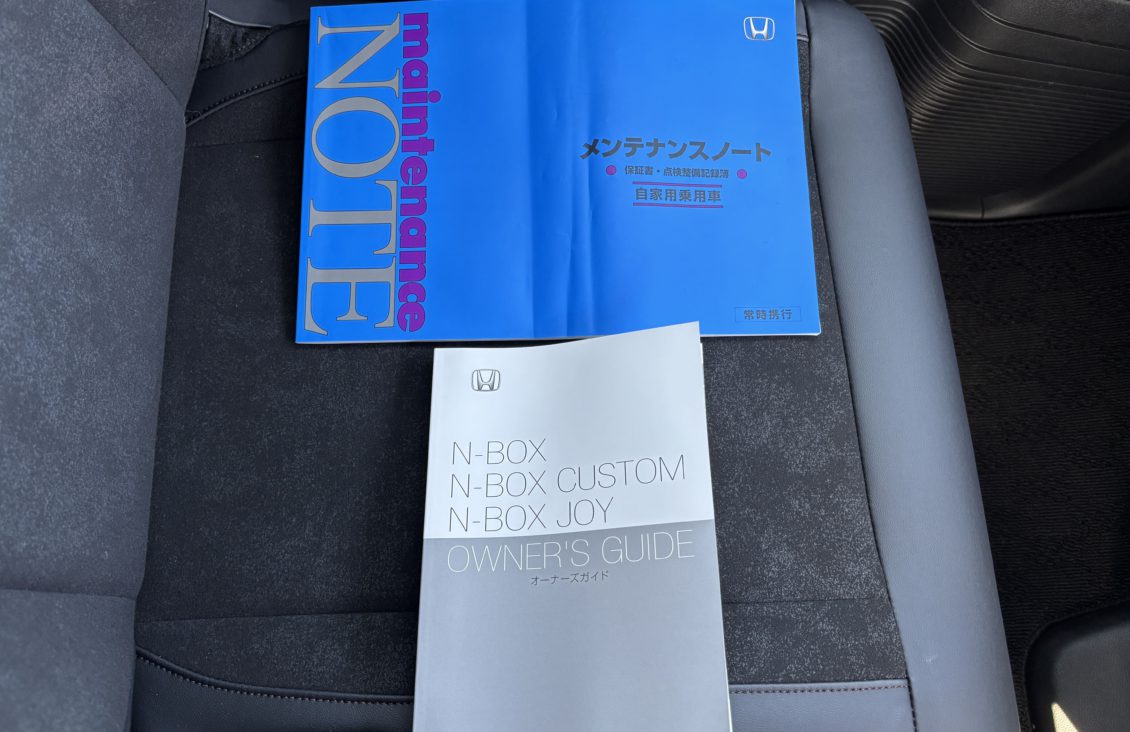 maintenance
NOTE
メンテナンスノート
保証書・点検整備記録簿
自家用乗用車
常時携行
N-BOX
N-BOX CUSTOM
N-BOX JOY
OWNER'S GUIDE
オーナーズガイド